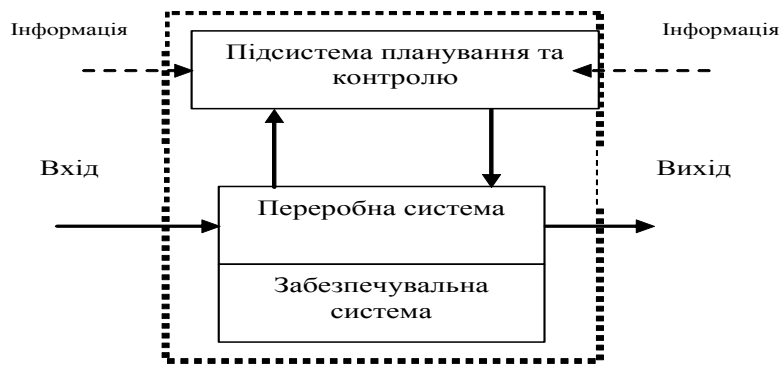 Інформація
Інформація
Підсистема планування та
контролю
Вхід
Вихід
Переробна система
Забезпечувальна
система